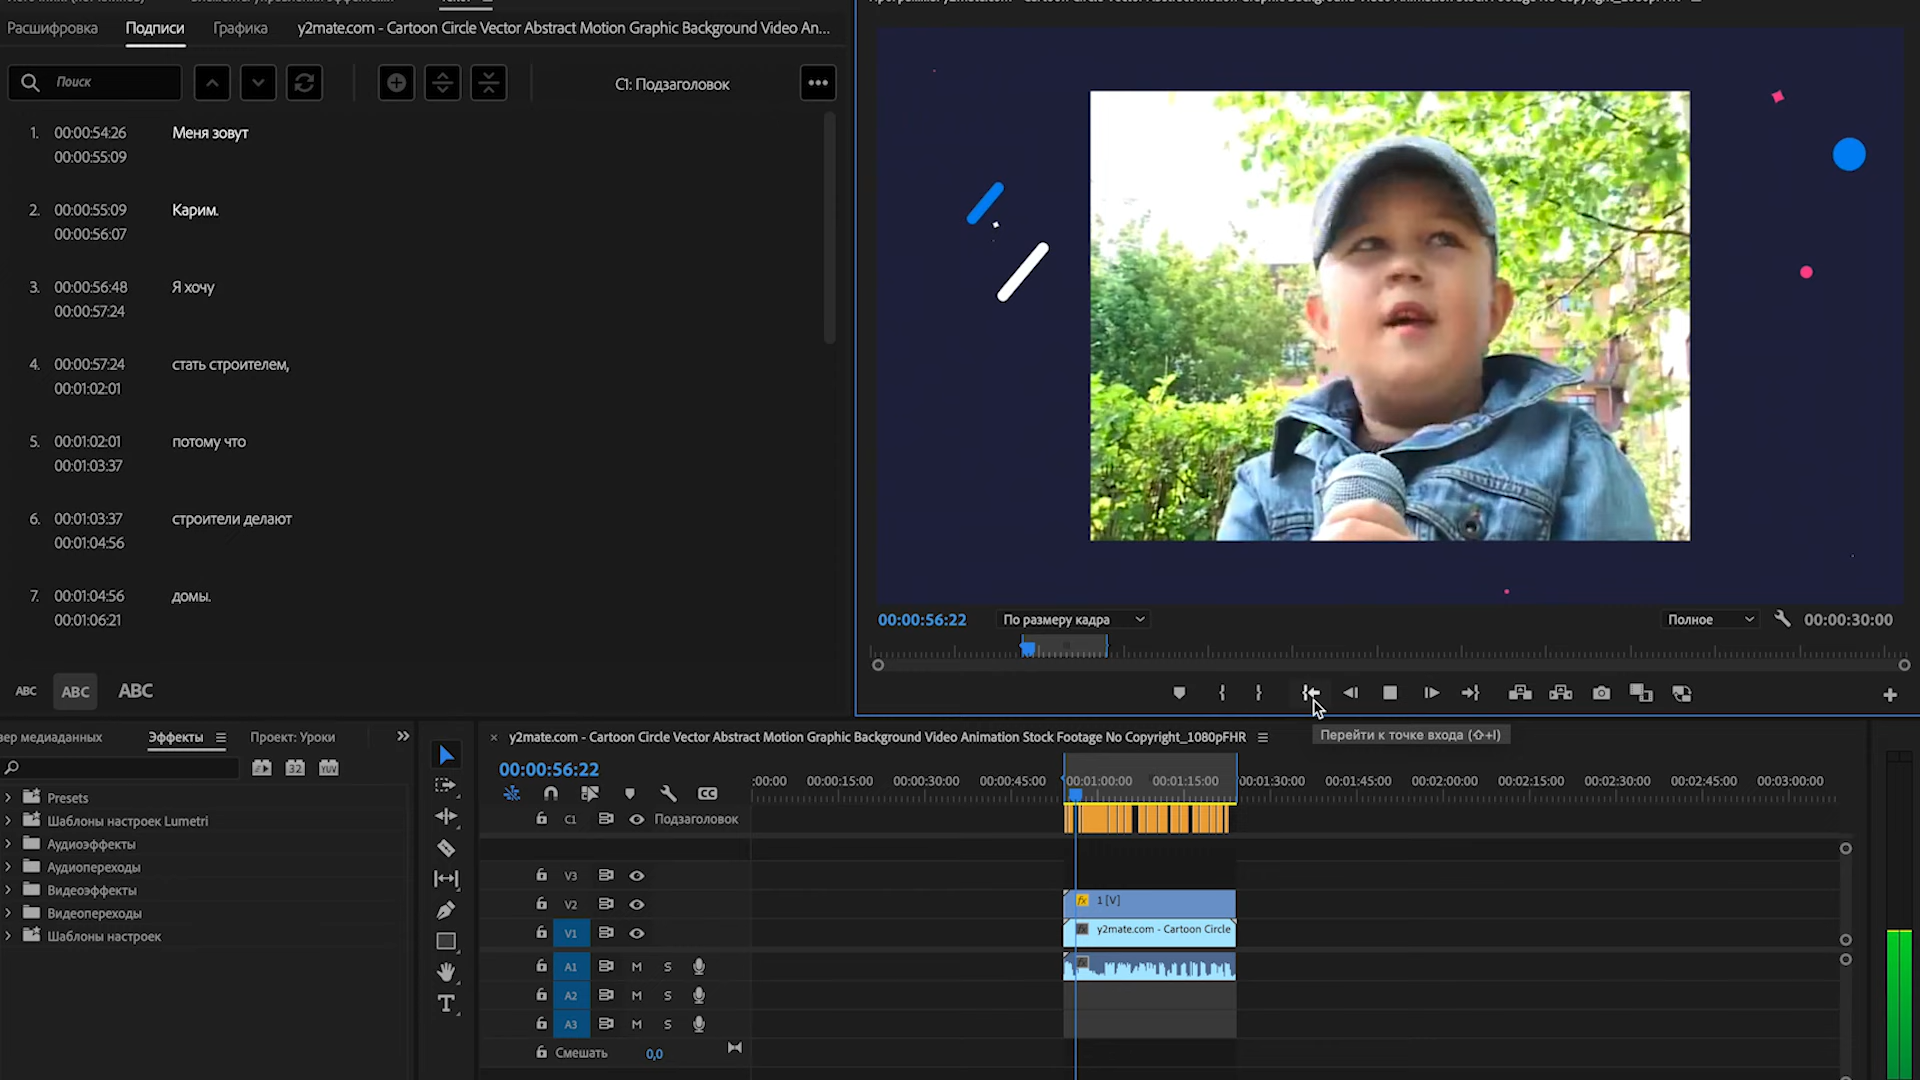 Расшифровка Подписи Графика y2mate.com - Cartoon Circle Vector Abstract Motion Graphic Background Video An...
Поиск
C1: Подзаголовок
1. 00:00:54:26 Меня зовут
00:00:55:09
2. 00:00:55:09 Карим.
00:00:56:07
3. 00:00:56:48 Я хочу
00:00:57:24
4. 00:00:57:24 стать строителем,
00:01:02:01
5. 00:01:02:01 потому что
00:01:03:37
6. 00:01:03:37 строители делают
00:01:04:56
7. 00:01:04:56 домы.
00:01:06:21
ABC ABC ABC
00:00:56:22 По размеру кадра Полное 00:00:30:00
Перейти к точке входа (⇧+I)
зер медиаданных Эффекты Проект: Уроки
32 YUV
Presets
Шаблоны настроек Lumetri
Аудиоэффекты
Аудиопереходы
Видеоэффекты
Видеопереходы
Шаблоны настроек
y2mate.com - Cartoon Circle Vector Abstract Motion Graphic Background Video Animation Stock Footage No Copyright_1080pFHR
00:00:56:22
:00:00 00:00:15:00 00:00:30:00 00:00:45:00 00:01:00:00 00:01:15:00 00:01:30:00 00:01:45:00 00:02:00:00 00:02:15:00 00:02:30:00 00:02:45:00 00:03:00:00
CC
C1 Подзаголовок
V3
V2 fx 1 [V]
V1 fx y2mate.com - Cartoon Circle
A1 M S fx
A2 M S
A3 M S
Смешать 0,0